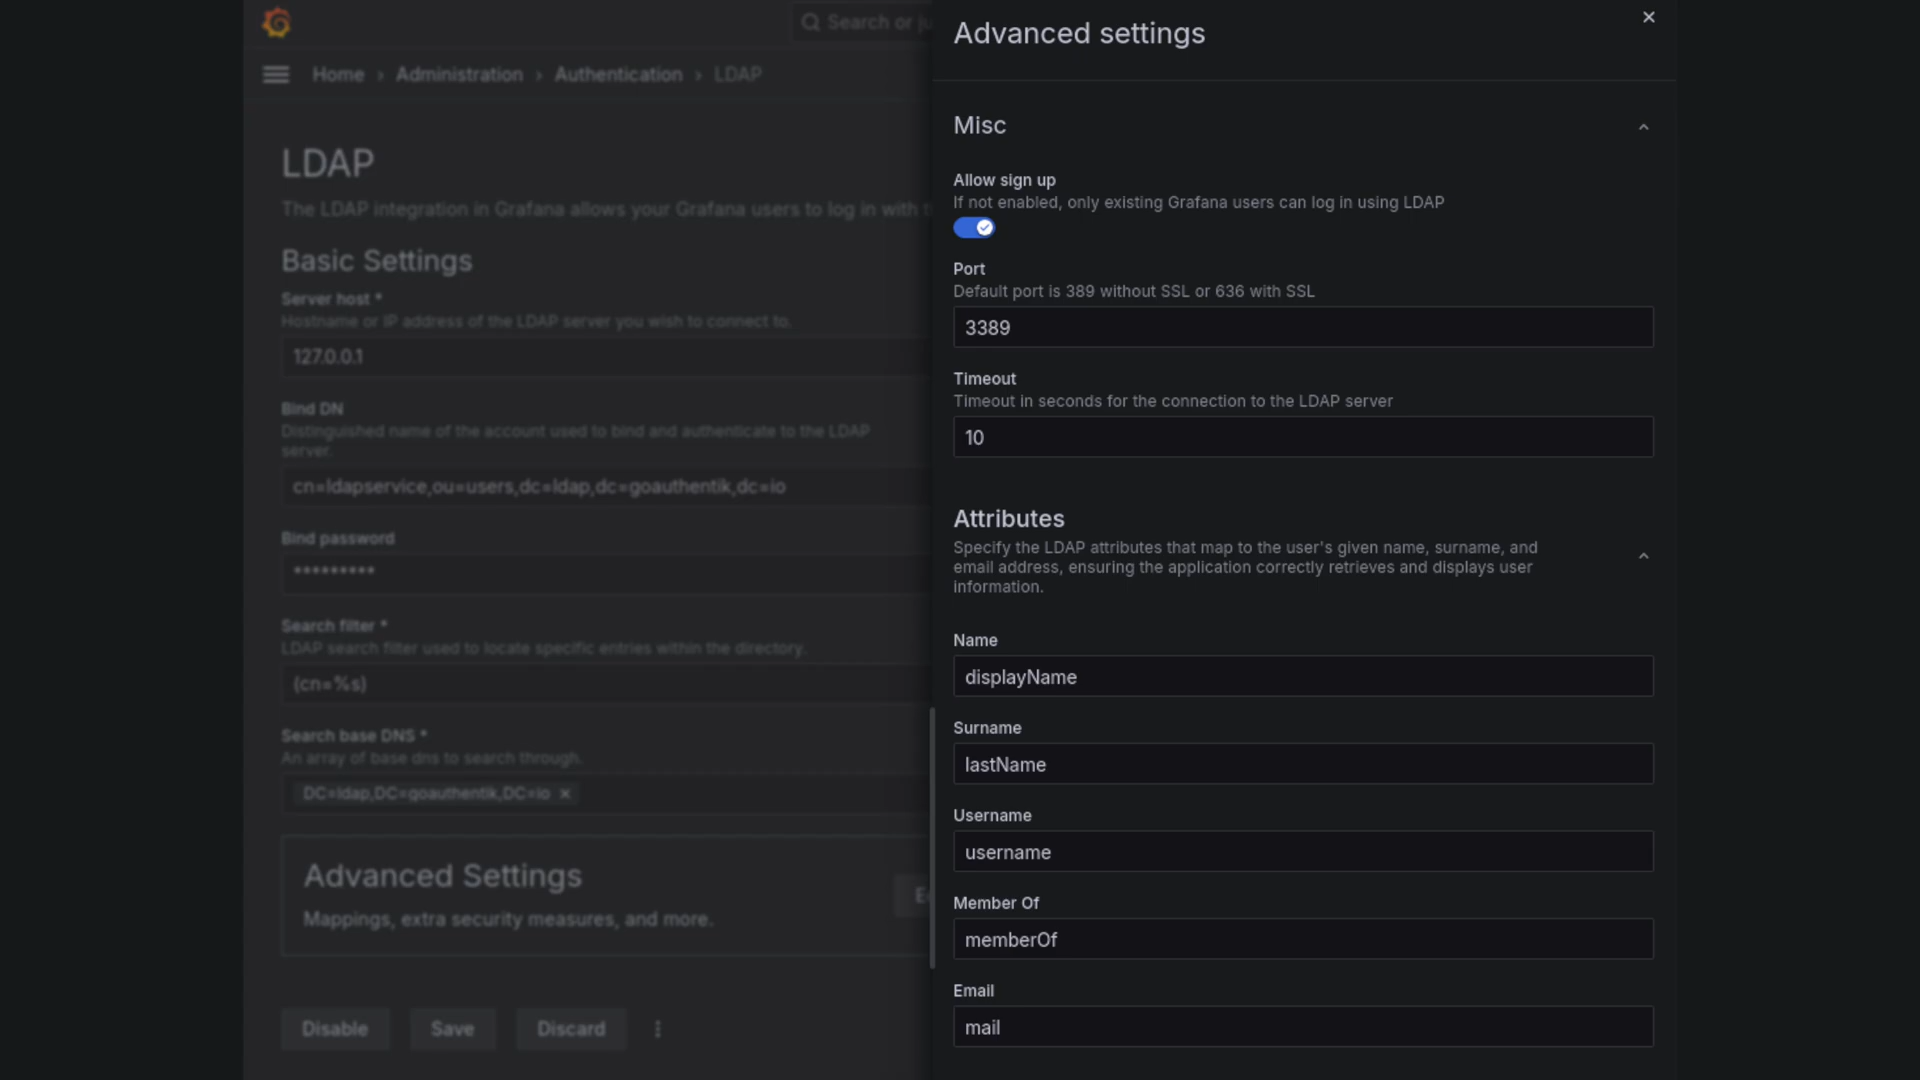 Search or ju
Home › Administration › Authentication › LDAP
LDAP
The LDAP integration in Grafana allows your Grafana users to log in with t
Basic Settings
Server host *
Hostname or IP address of the LDAP server you wish to connect to.
127.0.0.1
Bind DN
Distinguished name of the account used to bind and authenticate to the LDAP
server.
cn=ldapservice,ou=users,dc=ldap,dc=goauthentik,dc=io
Bind password
*********
Search filter *
LDAP search filter used to locate specific entries within the directory.
(cn=%s)
Search base DNS *
An array of base dns to search through.
DC=ldap,DC=goauthentik,DC=io
Advanced Settings
Mappings, extra security measures, and more.
Disable
Save
Discard
Advanced settings
Misc
Allow sign up
If not enabled, only existing Grafana users can log in using LDAP
Port
Default port is 389 without SSL or 636 with SSL
3389
Timeout
Timeout in seconds for the connection to the LDAP server
10
Attributes
Specify the LDAP attributes that map to the user's given name, surname, and
email address, ensuring the application correctly retrieves and displays user
information.
Name
displayName
Surname
lastName
Username
username
Member Of
memberOf
Email
mail